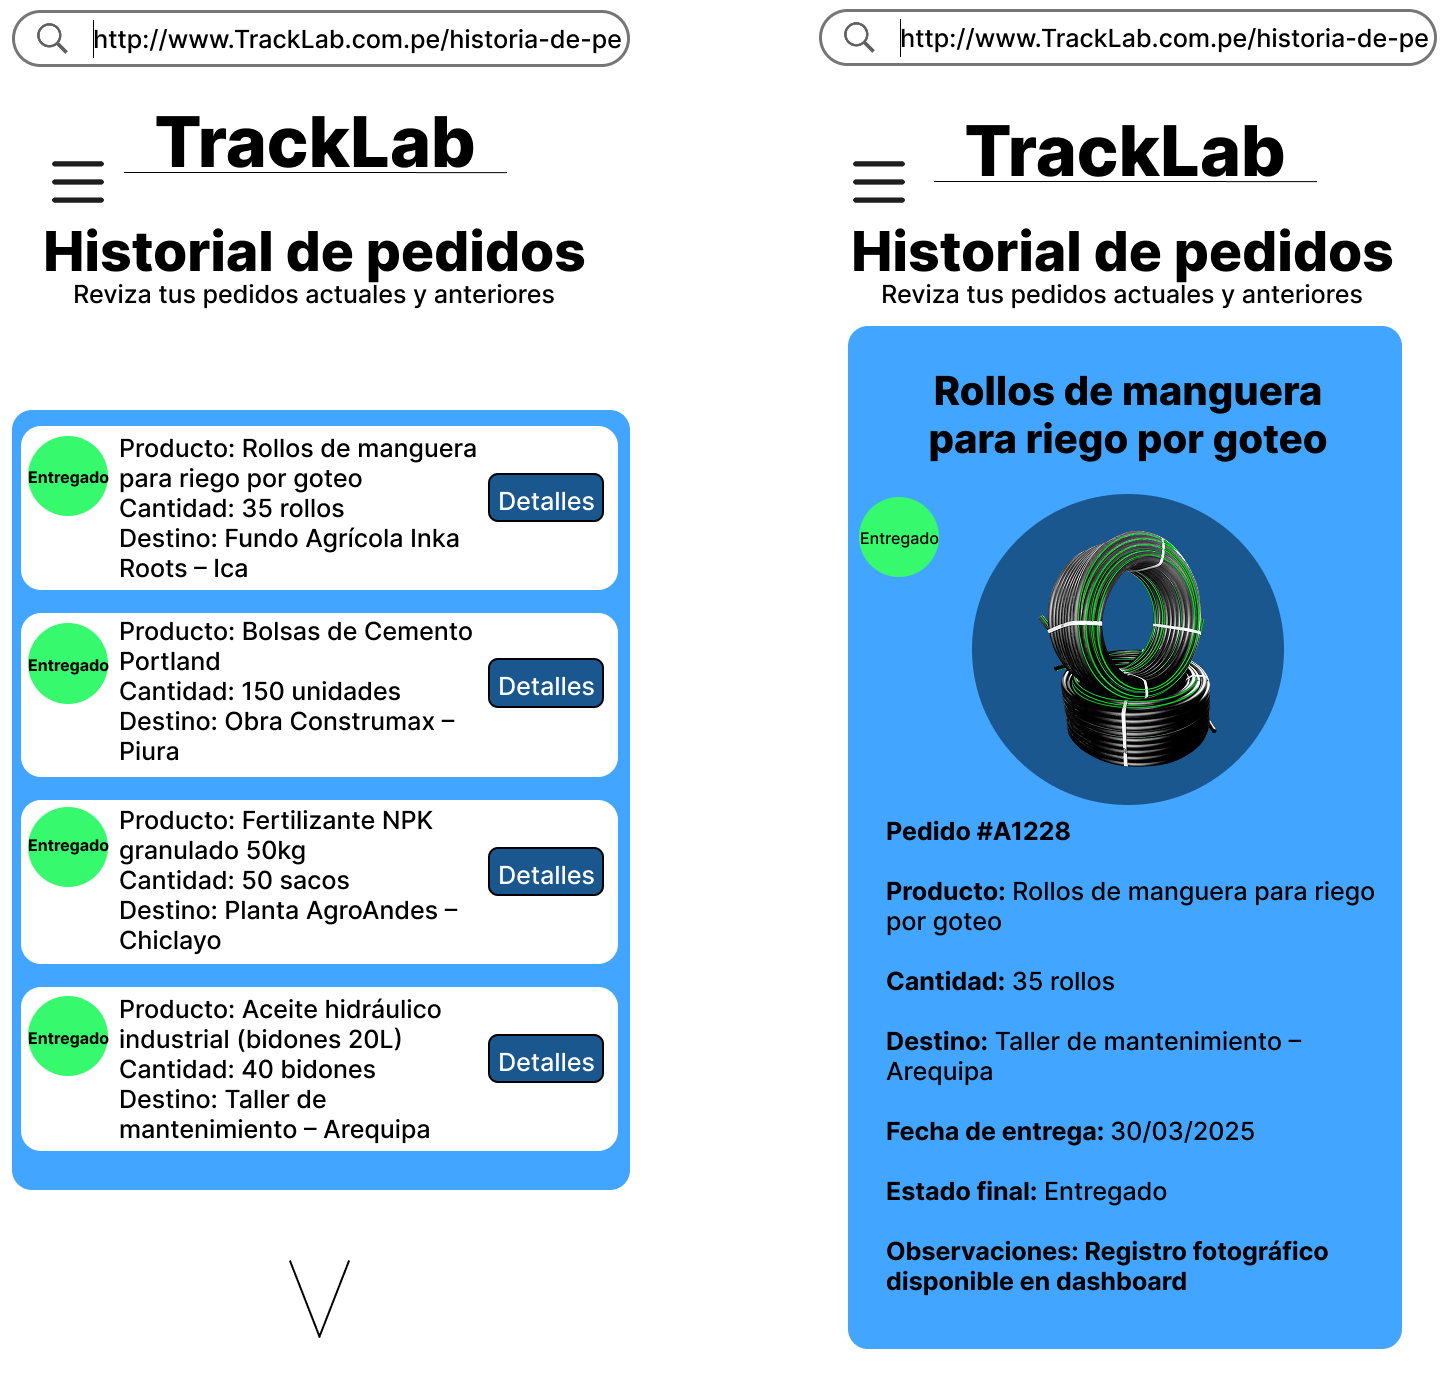 http://www.TrackLab.com.pe/historia-de-pe
TrackLab
Historial de pedidos
Reviza tus pedidos actuales y anteriores
Entregado
Producto: Rollos de manguera
para riego por goteo
Cantidad: 35 rollos
Destino: Fundo Agrícola Inka
Roots – Ica
Detalles
Entregado
Producto: Bolsas de Cemento
Portland
Cantidad: 150 unidades
Destino: Obra Construmax –
Piura
Detalles
Entregado
Producto: Fertilizante NPK
granulado 50kg
Cantidad: 50 sacos
Destino: Planta AgroAndes –
Chiclayo
Detalles
Entregado
Producto: Aceite hidráulico
industrial (bidones 20L)
Cantidad: 40 bidones
Destino: Taller de
mantenimiento – Arequipa
Detalles
http://www.TrackLab.com.pe/historia-de-pe
TrackLab
Historial de pedidos
Reviza tus pedidos actuales y anteriores
Rollos de manguera
para riego por goteo
Entregado
Pedido #A1228
Producto: Rollos de manguera para riego
por goteo
Cantidad: 35 rollos
Destino: Taller de mantenimiento –
Arequipa
Fecha de entrega: 30/03/2025
Estado final: Entregado
Observaciones: Registro fotográfico
disponible en dashboard